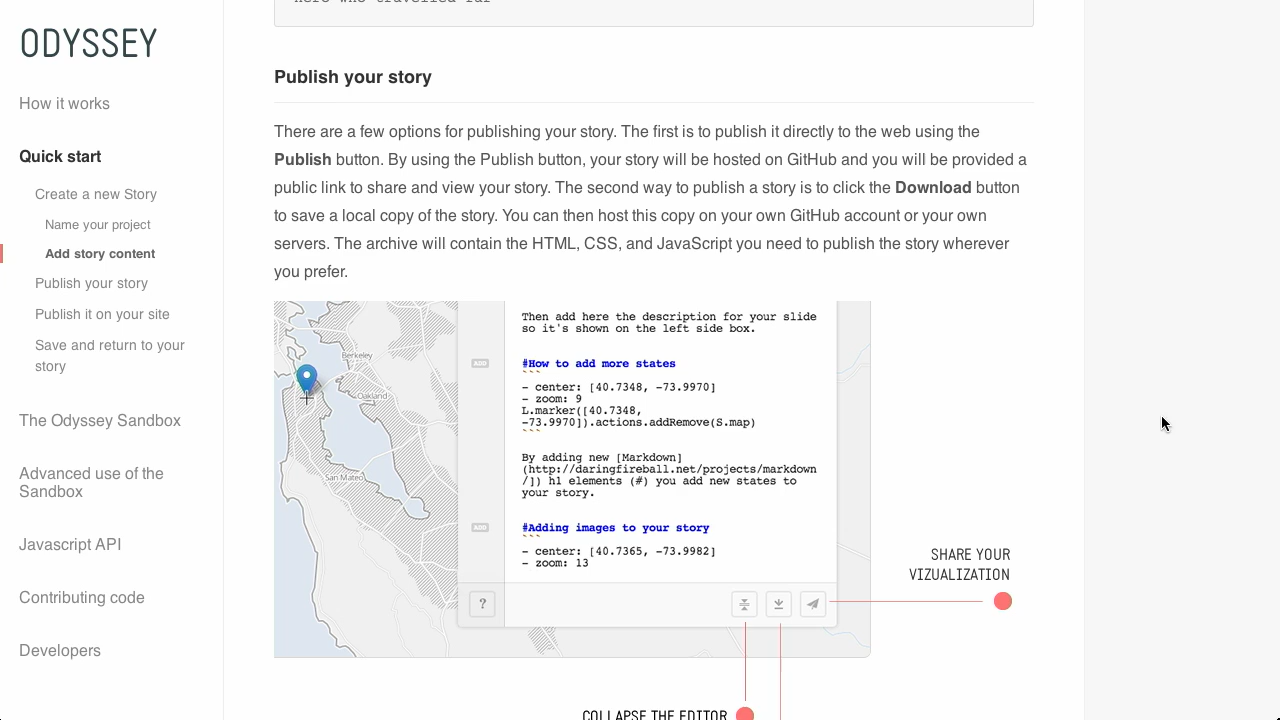 ODYSSEY
How it works
Quick start
Create a new Story
Name your project
Add story content
Publish your story
Publish it on your site
Save and return to your
story
The Odyssey Sandbox
Advanced use of the
Sandbox
Javascript API
Contributing code
Developers
Publish your story
There are a few options for publishing your story. The first is to publish it directly to the web using the
Publish button. By using the Publish button, your story will be hosted on GitHub and you will be provided a
public link to share and view your story. The second way to publish a story is to click the Download button
to save a local copy of the story. You can then host this copy on your own GitHub account or your own
servers. The archive will contain the HTML, CSS, and JavaScript you need to publish the story wherever
you prefer.
Berkeley
Oakland
San Mateo
Then add here the description for your slide
so it's shown on the left side box.
ADD
#How to add more states
```
- center: [40.7348, -73.9970]
- zoom: 9
L.marker([40.7348,
-73.9970]).actions.addRemove(S.map)
```
By adding new [Markdown]
(http://daringfireball.net/projects/markdown
/]) h1 elements (#) you add new states to
your story.
ADD
#Adding images to your story
```
- center: [40.7365, -73.9982]
- zoom: 13
?
SHARE YOUR
VIZUALIZATION
COLLAPSE THE EDITOR